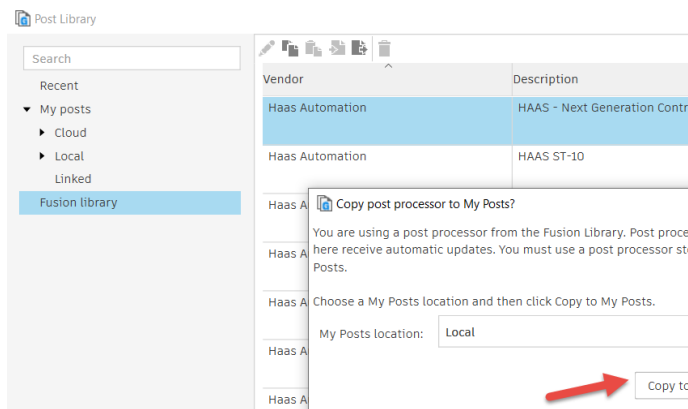 Post Library
Search
Recent
My posts
Cloud
Local
Linked
Fusion library
Vendor
Description
Haas Automation
HAAS - Next Generation Contr
Haas Automation
HAAS ST-10
Haas A
Haas A
Haas A
Haas A
Haas A
Copy post processor to My Posts?
You are using a post processor from the Fusion Library. Post proce
here receive automatic updates. You must use a post processor sto
Posts.
Choose a My Posts location and then click Copy to My Posts.
My Posts location:
Local
Copy to